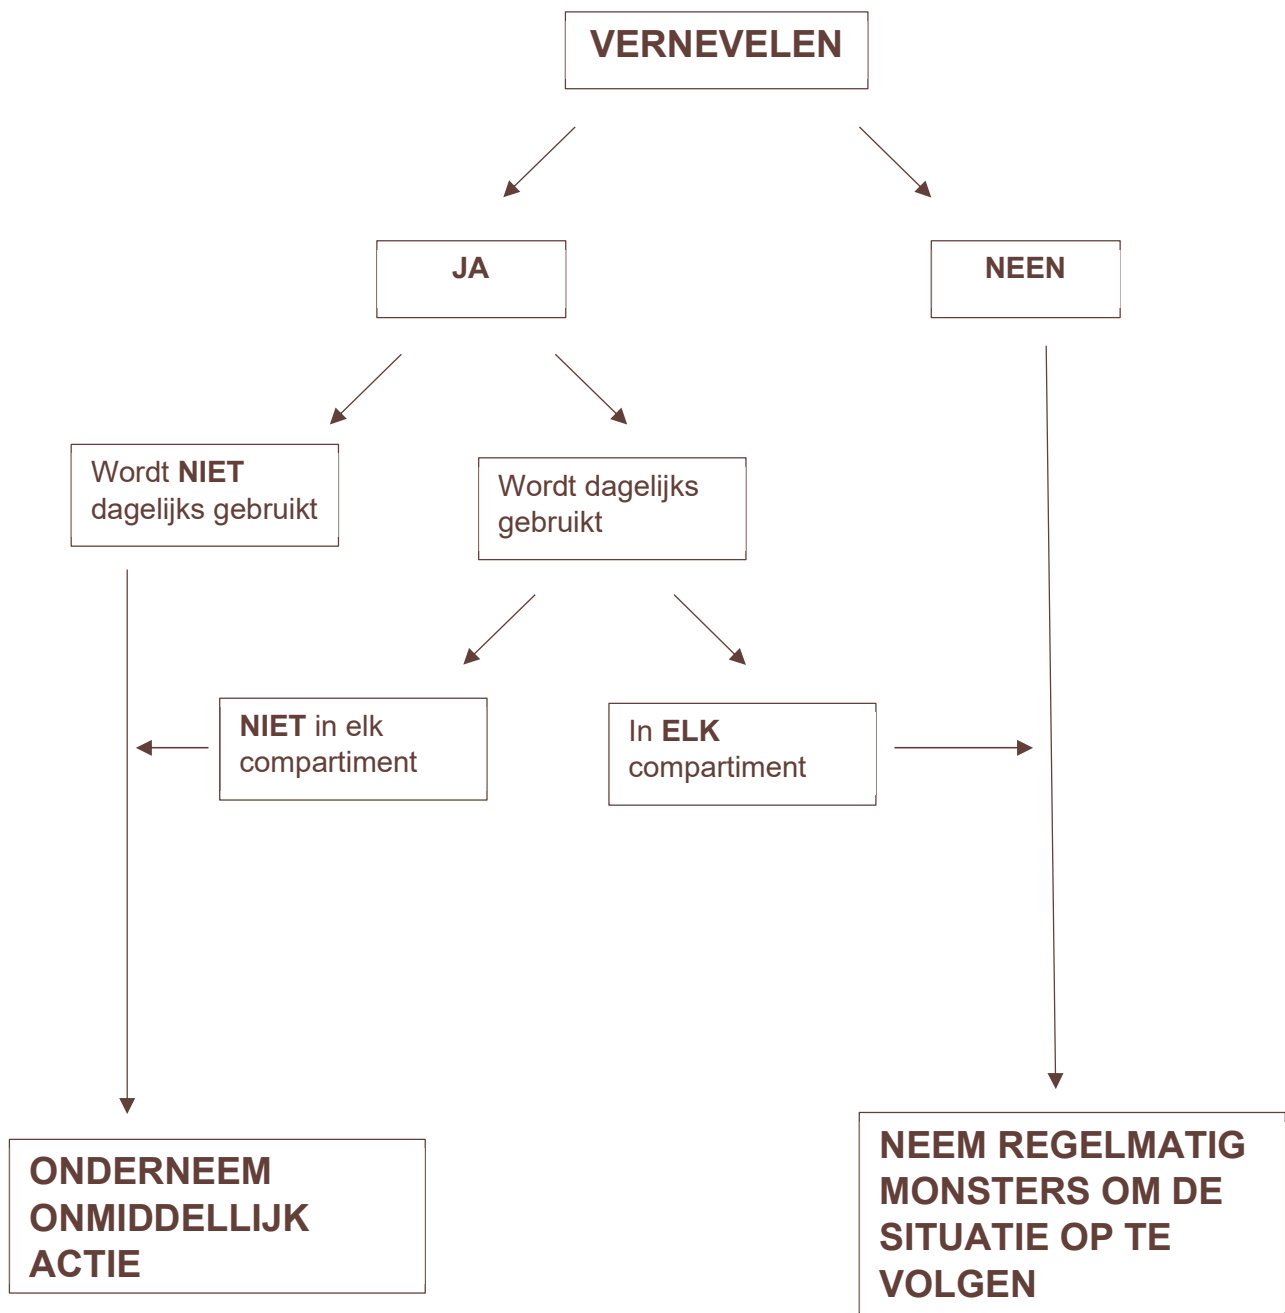 VERNEVELEN
JA
NEEN
Wordt NIET
dagelijks gebruikt
Wordt dagelijks
gebruikt
NIET in elk
compartiment
In ELK
compartiment
ONDERNEEM
ONMIDDELLIJK
ACTIE
NEEM REGELMATIG
MONSTERS OM DE
SITUATIE OP TE
VOLGEN